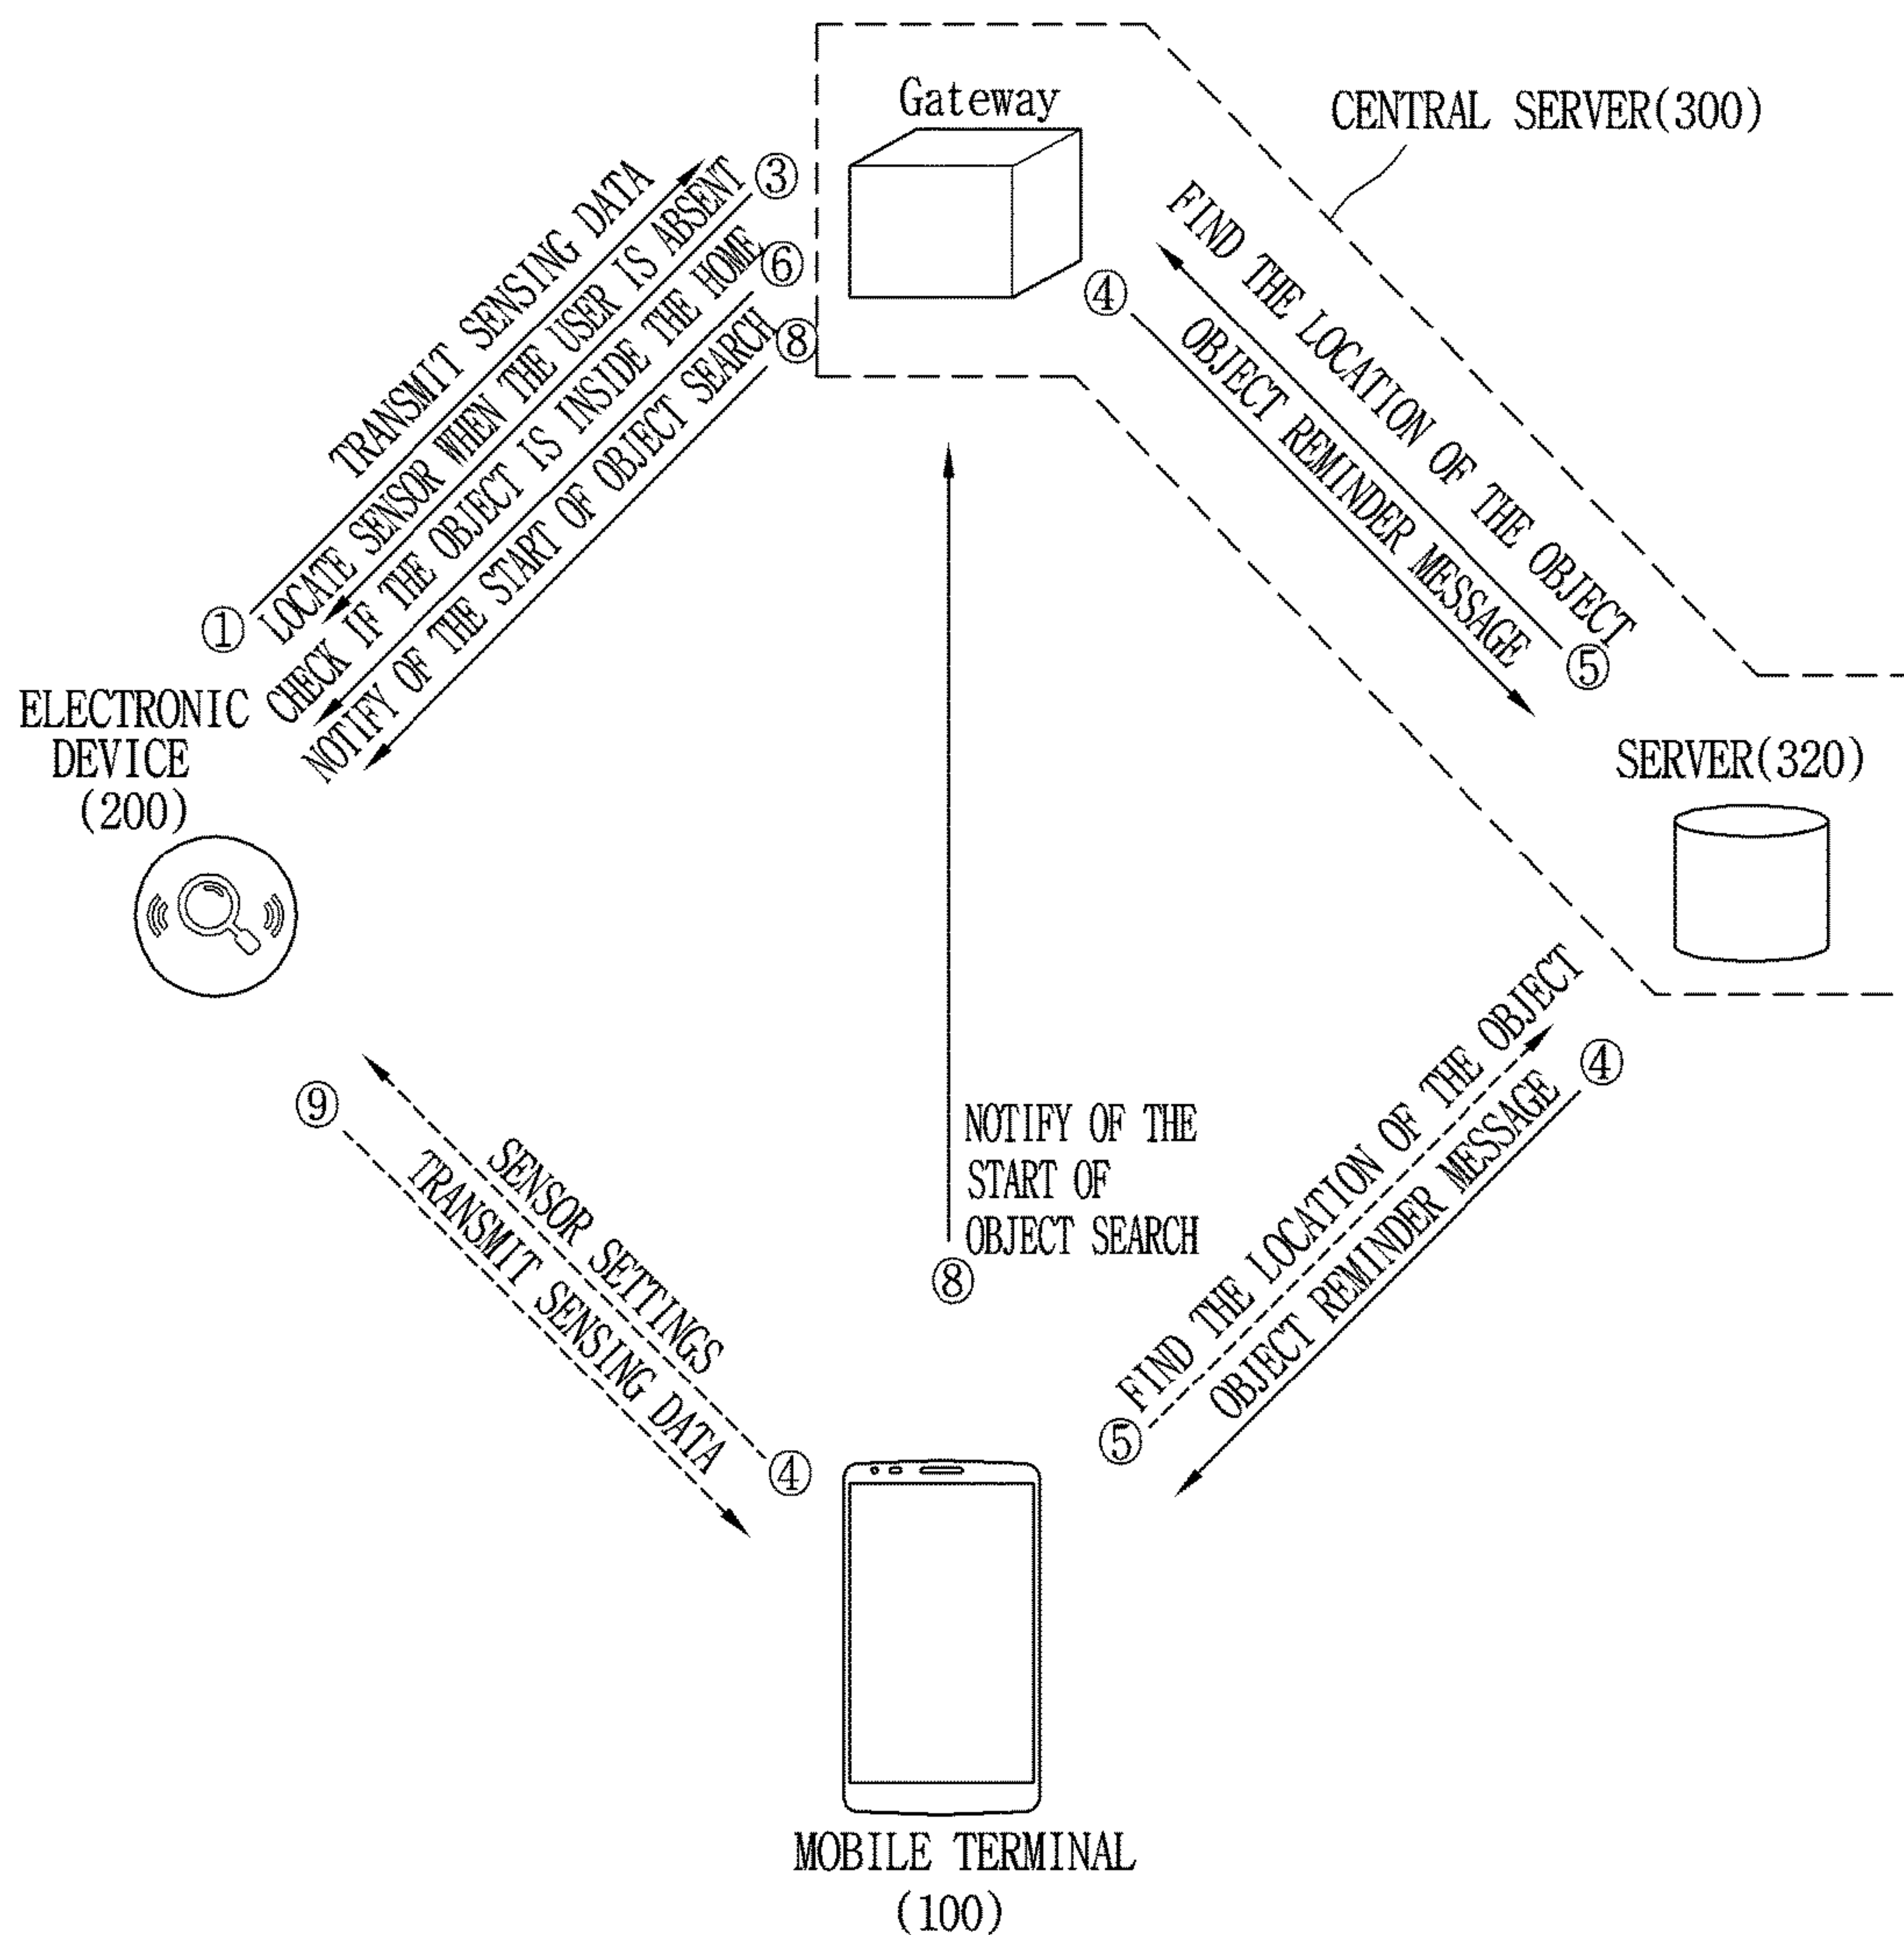 Gateway
CENTRAL SERVER(300)
TRANSMIT SENSING DATA
③
LOCATE SENSOR WHEN THE USER IS ABSENT
⑥
CHECK IF THE OBJECT IS INSIDE THE HOME
⑧
NOTIFY OF THE START OF OBJECT SEARCH
①
FIND THE LOCATION OF THE OBJECT
④
OBJECT REMINDER MESSAGE
⑤
ELECTRONIC
DEVICE
(200)
SERVER(320)
⑨
SENSOR SETTINGS
TRANSMIT SENSING DATA
④
NOTIFY OF THE
START OF
OBJECT SEARCH
⑧
FIND THE LOCATION OF THE OBJECT
④
OBJECT REMINDER MESSAGE
⑤
MOBILE TERMINAL
(100)